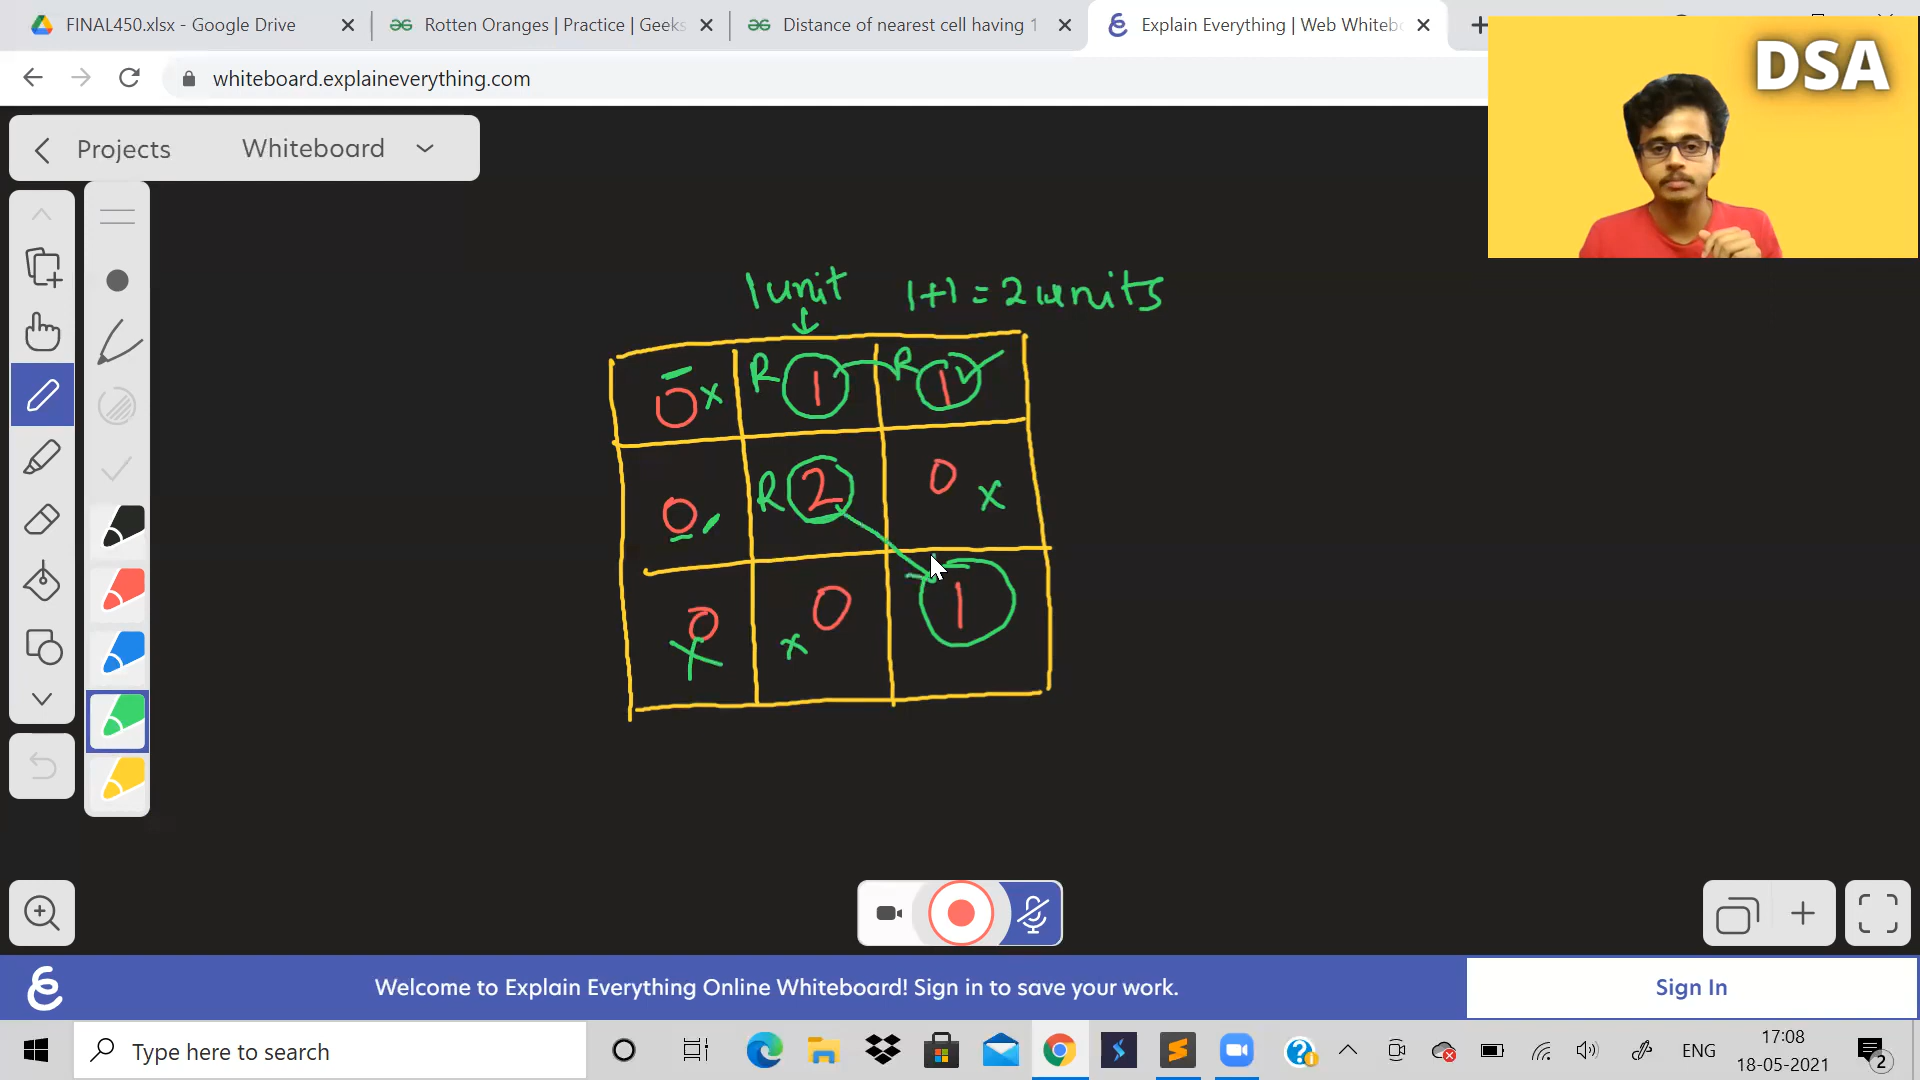 FINAL450.xlsx - Google Drive
Rotten Oranges | Practice | Geeks
Distance of nearest cell having 1
Explain Everything | Web Whitebo
whiteboard.explaineverything.com
DSA
Projects
Whiteboard
1 unit 1+1 = 2 units
0 x R 1 R 1
0 R 2 0 x
0 x 0 1
Welcome to Explain Everything Online Whiteboard! Sign in to save your work.
Sign In
Type here to search
ENG
17:08
18-05-2021
2